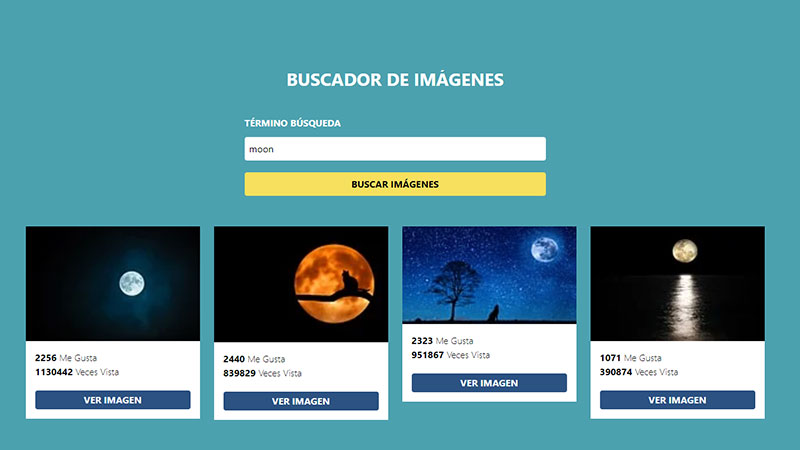 BUSCADOR DE IMÁGENES
TÉRMINO BÚSQUEDA
moon
BUSCAR IMÁGENES
2256 Me Gusta
1130442 Veces Vista
VER IMAGEN
2440 Me Gusta
839829 Veces Vista
VER IMAGEN
2323 Me Gusta
951867 Veces Vista
VER IMAGEN
1071 Me Gusta
390874 Veces Vista
VER IMAGEN